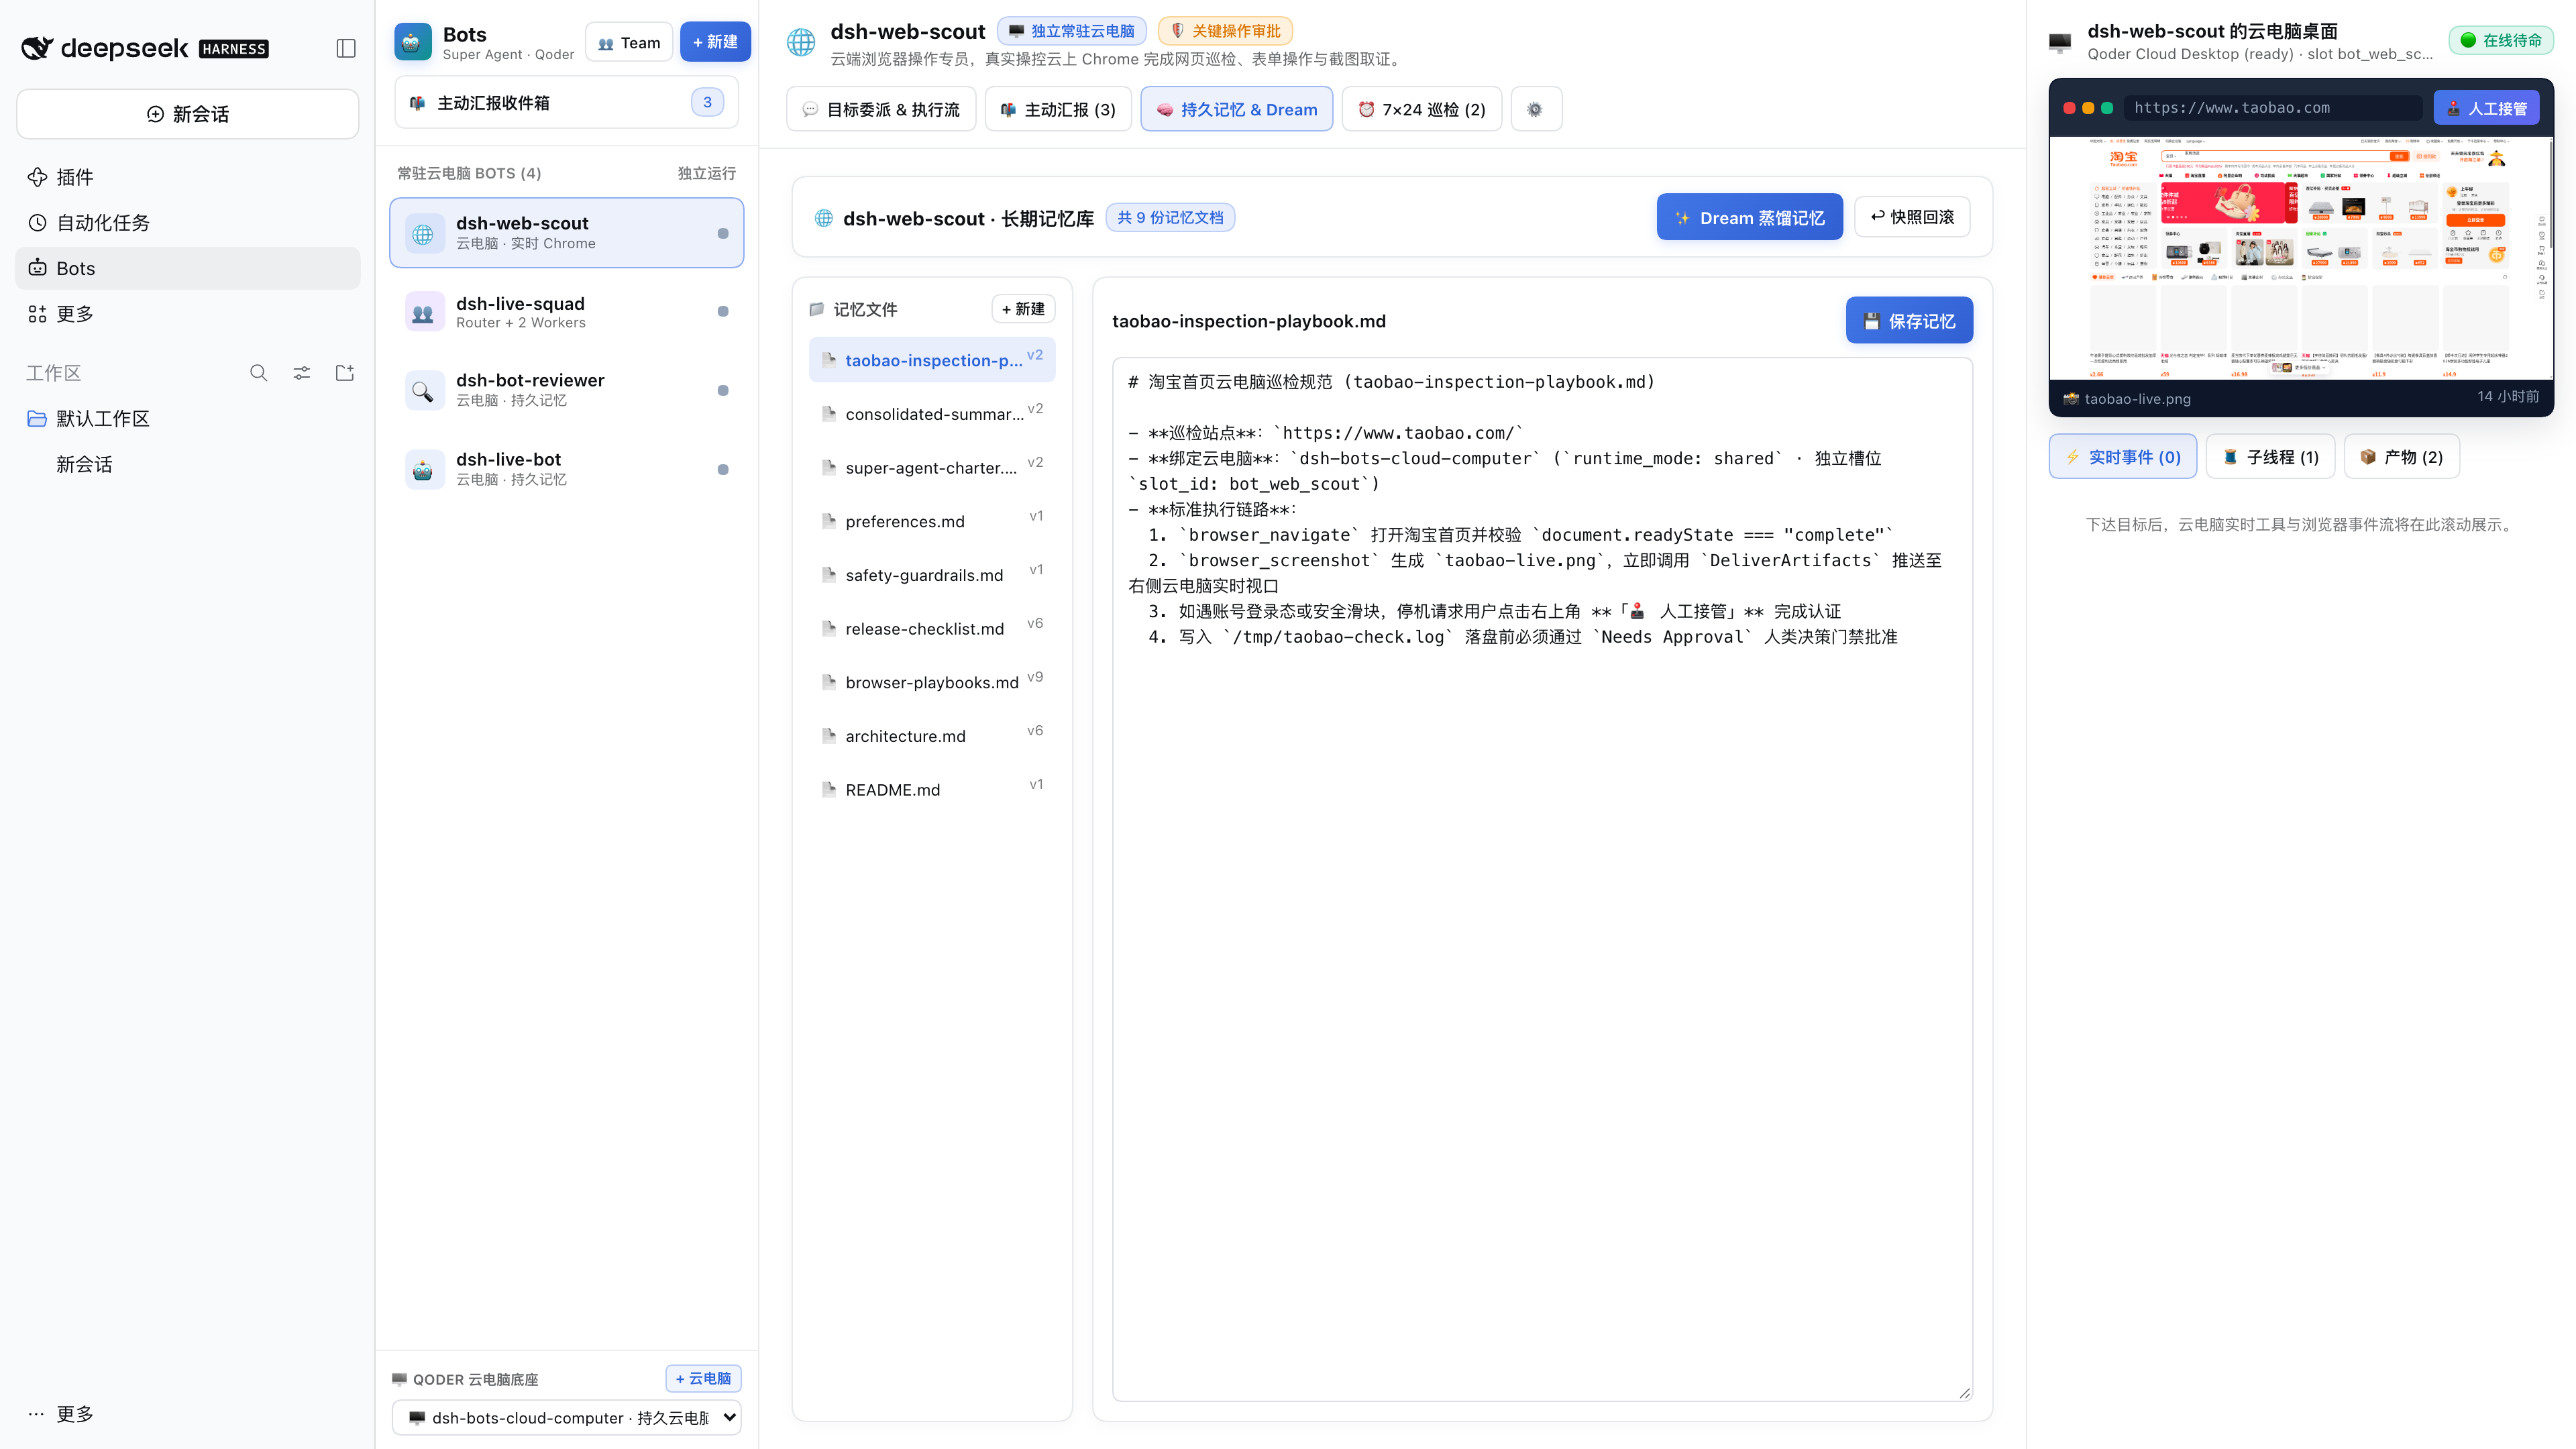 deepseek HARNESS
新会话
插件
自动化任务
Bots
更多
工作区
默认工作区
新会话
更多
Bots
Super Agent · Qoder
Team
+ 新建
主动汇报收件箱
3
常驻云电脑 BOTS (4)
独立运行
dsh-web-scout
云电脑 · 实时 Chrome
dsh-live-squad
Router + 2 Workers
dsh-bot-reviewer
云电脑 · 持久记忆
dsh-live-bot
云电脑 · 持久记忆
QODER 云电脑底座
+ 云电脑
dsh-bots-cloud-computer · 持久云电脑
dsh-web-scout
独立常驻云电脑
关键操作审批
云端浏览器操作专员，真实操控云上 Chrome 完成网页巡检、表单操作与截图取证。
目标委派 & 执行流
主动汇报 (3)
持久记忆 & Dream
7×24 巡检 (2)
dsh-web-scout · 长期记忆库
共 9 份记忆文档
Dream 蒸馏记忆
快照回滚
记忆文件
+ 新建
taobao-inspection-p... v2
consolidated-summar... v2
super-agent-charter.... v2
preferences.md v1
safety-guardrails.md v1
release-checklist.md v6
browser-playbooks.md v9
architecture.md v6
README.md v1
taobao-inspection-playbook.md
保存记忆
# 淘宝首页云电脑巡检规范 (taobao-inspection-playbook.md)
- **巡检站点**: `https://www.taobao.com/`
- **绑定云电脑**: `dsh-bots-cloud-computer` (`runtime_mode: shared` · 独立槽位
`slot_id: bot_web_scout`)
- **标准执行链路**:
1. `browser_navigate` 打开淘宝首页并校验 `document.readyState === "complete"`
2. `browser_screenshot` 生成 `taobao-live.png`，立即调用 `DeliverArtifacts` 推送至
右侧云电脑实时视口
3. 如遇账号登录态或安全滑块，停机请求用户点击右上角 **「🕹️ 人工接管」** 完成认证
4. 写入 `/tmp/taobao-check.log` 落盘前必须通过 `Needs Approval` 人类决策门禁批准
dsh-web-scout 的云电脑桌面
Qoder Cloud Desktop (ready) · slot bot_web_sc...
在线待命
https://www.taobao.com
人工接管
淘宝
taobao-live.png
14 小时前
实时事件 (0)
子线程 (1)
产物 (2)
下达目标后，云电脑实时工具与浏览器事件流将在此滚动展示。